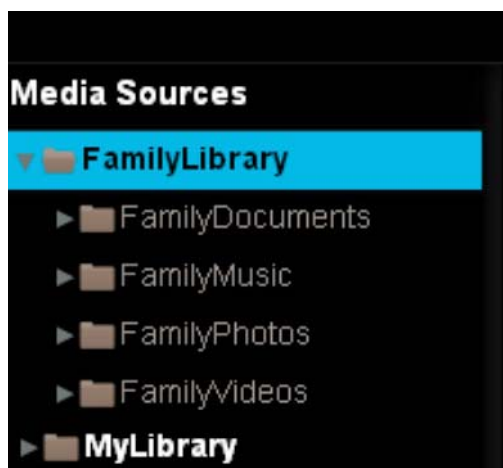 Media Sources
FamilyLibrary
FamilyDocuments
FamilyMusic
FamilyPhotos
FamilyVideos
MyLibrary